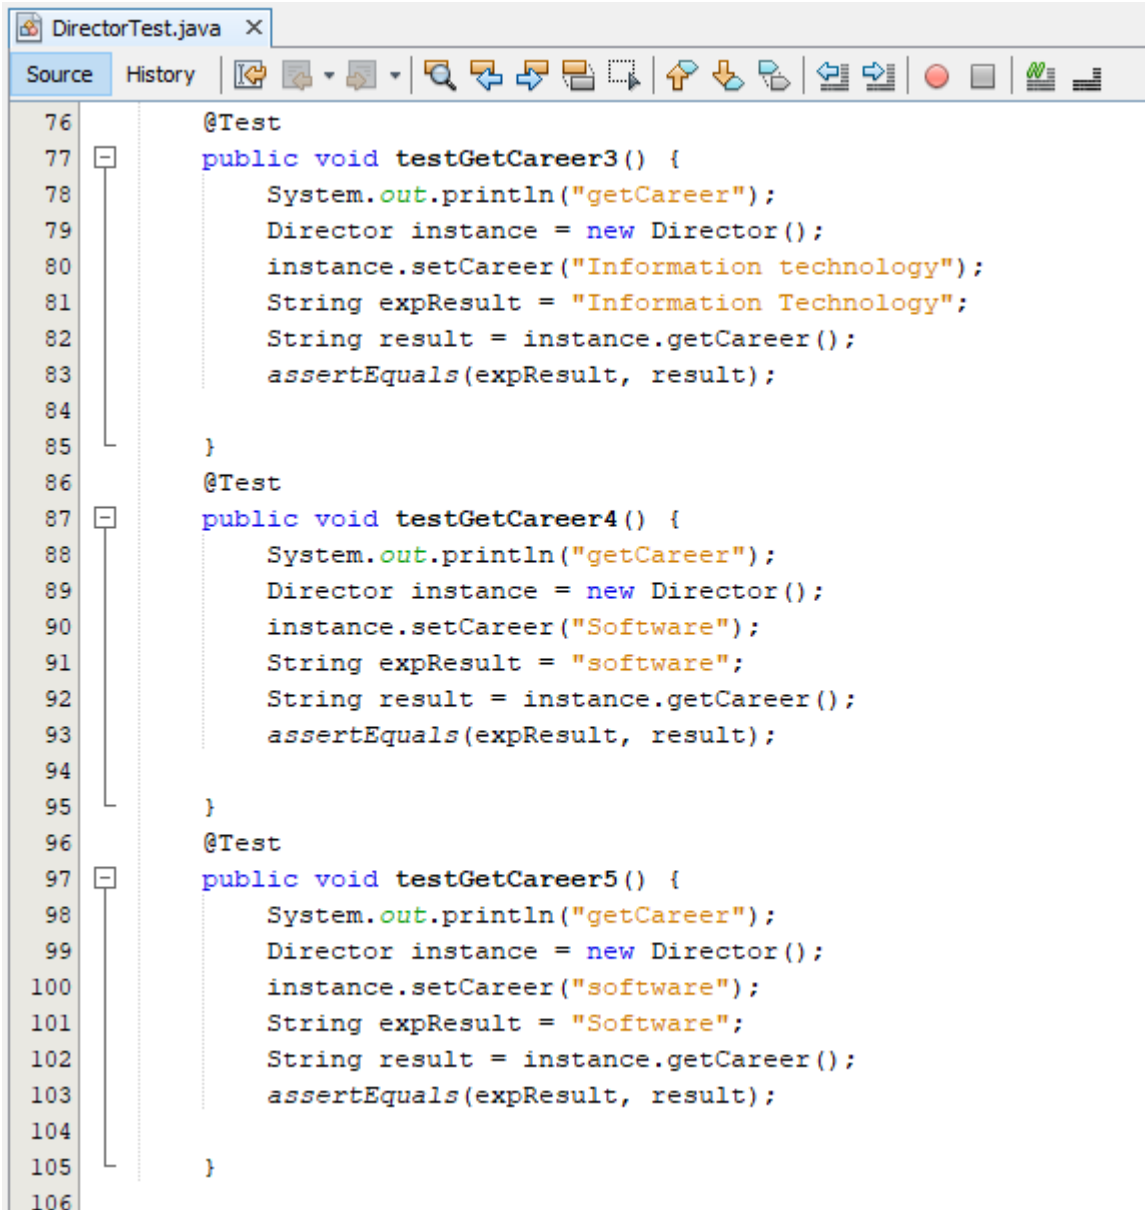 DirectorTest.java
Source History
76 @Test
77 public void testGetCareer3() {
78 System.out.println("getCareer");
79 Director instance = new Director();
80 instance.setCareer("Information technology");
81 String expResult = "Information Technology";
82 String result = instance.getCareer();
83 assertEquals(expResult, result);
84
85 }
86 @Test
87 public void testGetCareer4() {
88 System.out.println("getCareer");
89 Director instance = new Director();
90 instance.setCareer("Software");
91 String expResult = "software";
92 String result = instance.getCareer();
93 assertEquals(expResult, result);
94
95 }
96 @Test
97 public void testGetCareer5() {
98 System.out.println("getCareer");
99 Director instance = new Director();
100 instance.setCareer("software");
101 String expResult = "Software";
102 String result = instance.getCareer();
103 assertEquals(expResult, result);
104
105 }
106